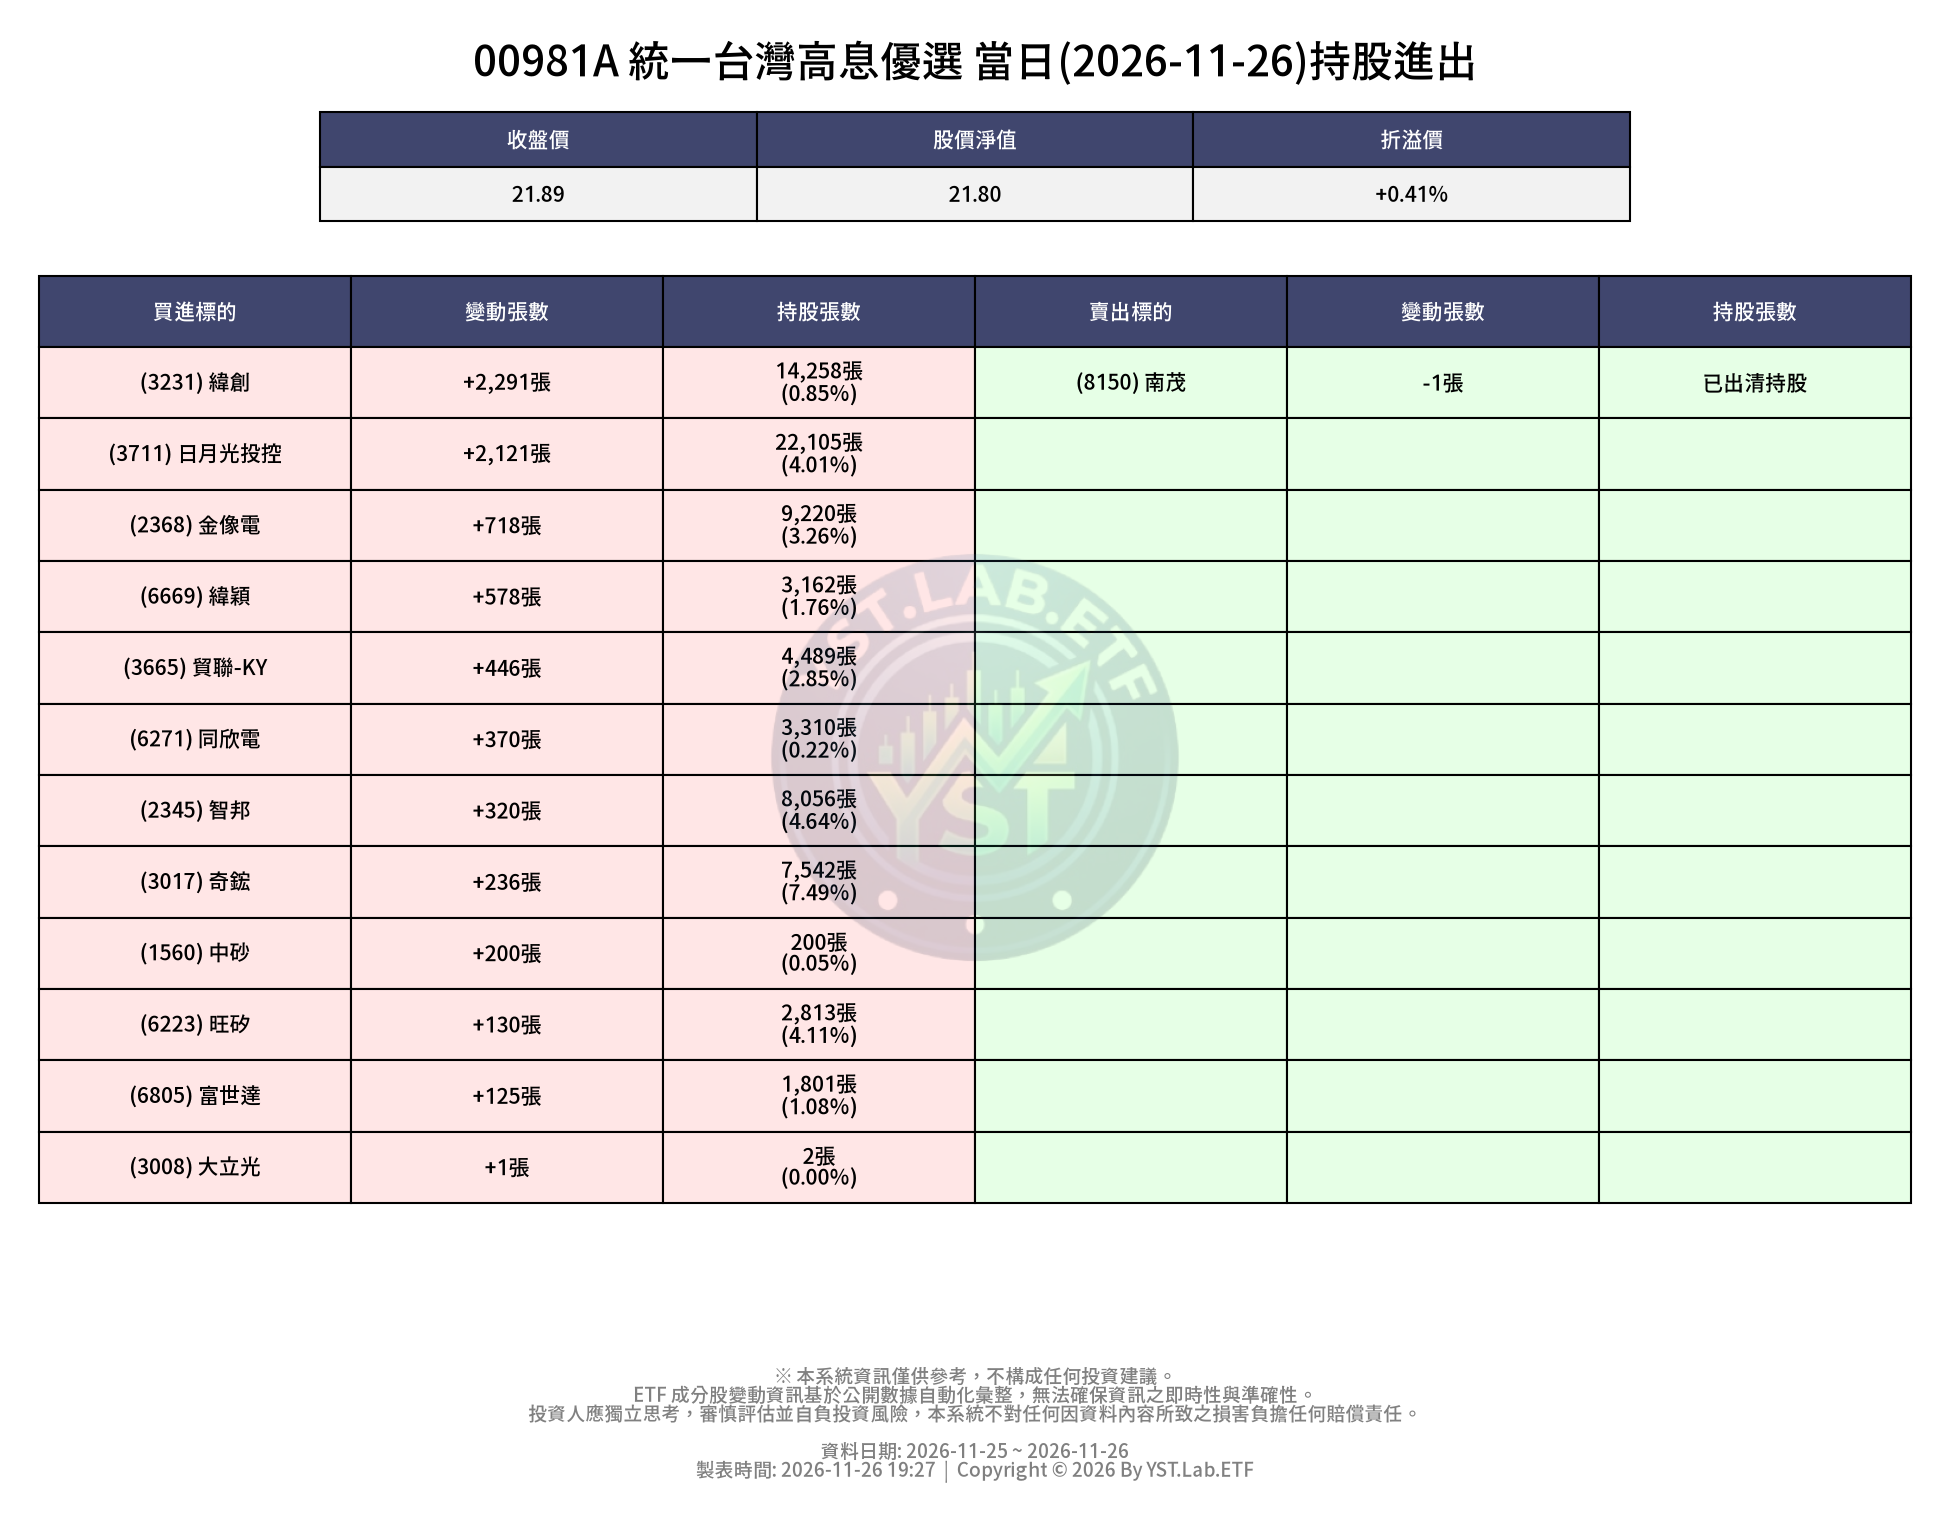 00981A 統一台灣高息優選 當日(2026-11-26)持股進出
收盤價 股價淨值 折溢價
21.89 21.80 +0.41%
買進標的 變動張數 持股張數 賣出標的 變動張數 持股張數
(3231) 緯創 +2,291張 14,258張 (0.85%) (8150) 南茂 -1張 已出清持股
(3711) 日月光投控 +2,121張 22,105張 (4.01%)
(2368) 金像電 +718張 9,220張 (3.26%)
(6669) 緯穎 +578張 3,162張 (1.76%)
(3665) 貿聯-KY +446張 4,489張 (2.85%)
(6271) 同欣電 +370張 3,310張 (0.22%)
(2345) 智邦 +320張 8,056張 (4.64%)
(3017) 奇鋐 +236張 7,542張 (7.49%)
(1560) 中砂 +200張 200張 (0.05%)
(6223) 旺矽 +130張 2,813張 (4.11%)
(6805) 富世達 +125張 1,801張 (1.08%)
(3008) 大立光 +1張 2張 (0.00%)
YST.LAB.ETF
YST
※ 本系統資訊僅供參考，不構成任何投資建議。
ETF 成分股變動資訊基於公開數據自動化彙整，無法確保資訊之即時性與準確性。
投資人應獨立思考，審慎評估並自負投資風險，本系統不對任何因資料內容所致之損害負擔任何賠償責任。
資料日期: 2026-11-25 ~ 2026-11-26
製表時間: 2026-11-26 19:27 | Copyright © 2026 By YST.Lab.ETF